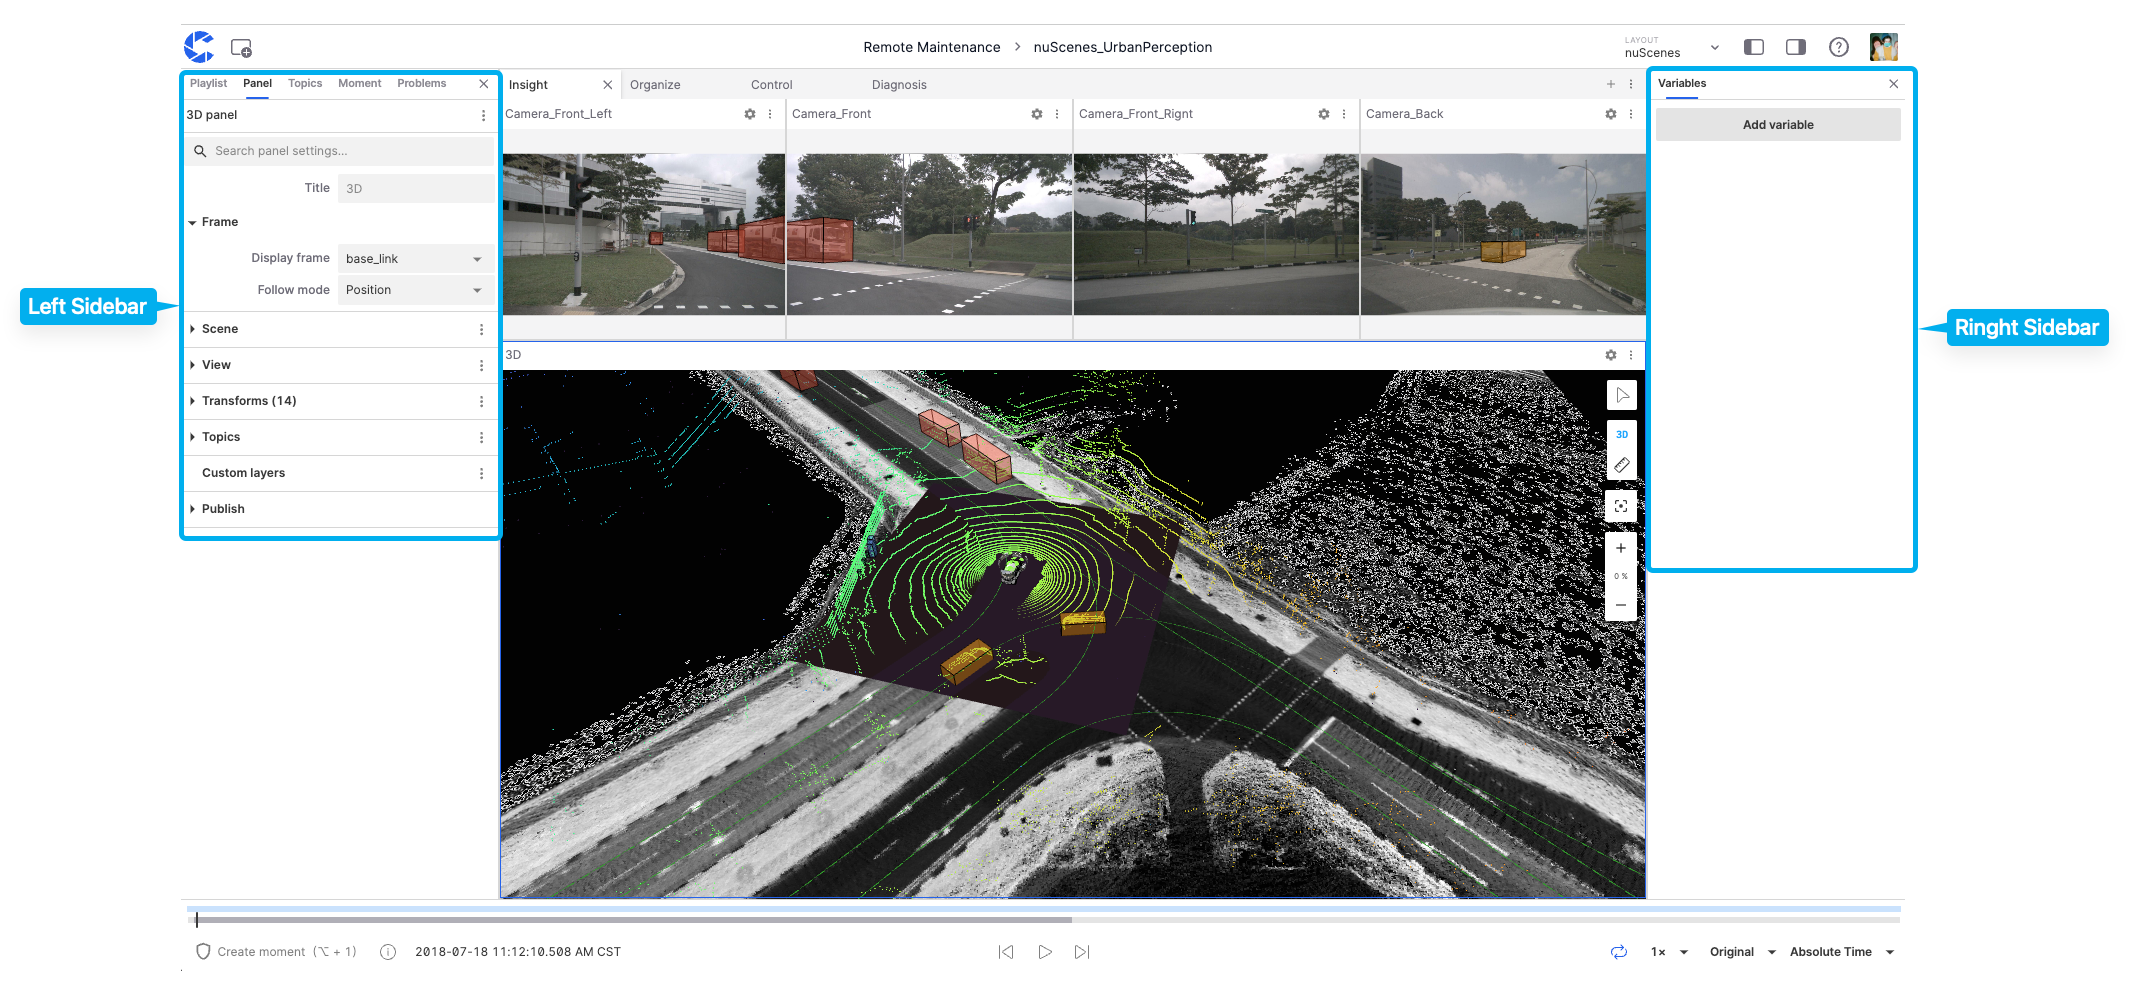 Remote Maintenance > nuScenes_UrbanPerception
LAYOUT
nuScenes
Playlist Panel Topics Moment Problems
Insight Organize Control Diagnosis
Variables
3D panel
Camera_Front_Left Camera_Front Camera_Front_Rignt Camera_Back
Add variable
Search panel settings...
Title 3D
Frame
Display frame base_link
Follow mode Position
Left Sidebar
Ringht Sidebar
Scene
3D
View
Transforms (14)
3D
Topics
Custom layers
Publish
0 %
Create moment (⌥ + 1) 2018-07-18 11:12:10.508 AM CST 1× Original Absolute Time